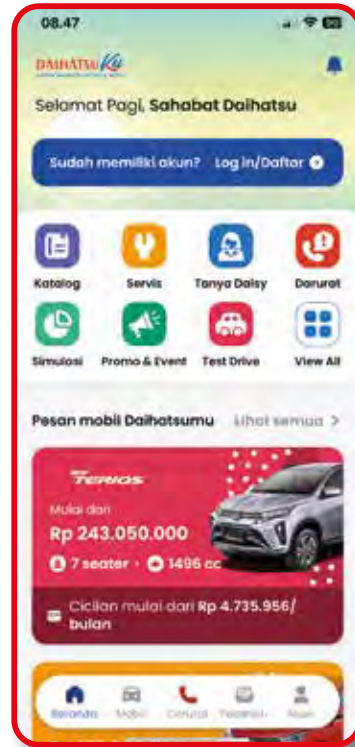 08.47
DAIHATSU Ku
Selamat Pagi, Sahabat Daihatsu
Sudah memiliki akun? Log in/Daftar
Katalog Servis Tanya Daisy Darurat
Simulasi Promo & Event Test Drive View All
Pesan mobil Daihatsumu Lihat semua >
TERIOS
Mulai dari
Rp 243.050.000
7 seater · 1496 cc
Cicilan mulai dari Rp 4.735.956/
bulan
Beranda Mobil Darurat Akun